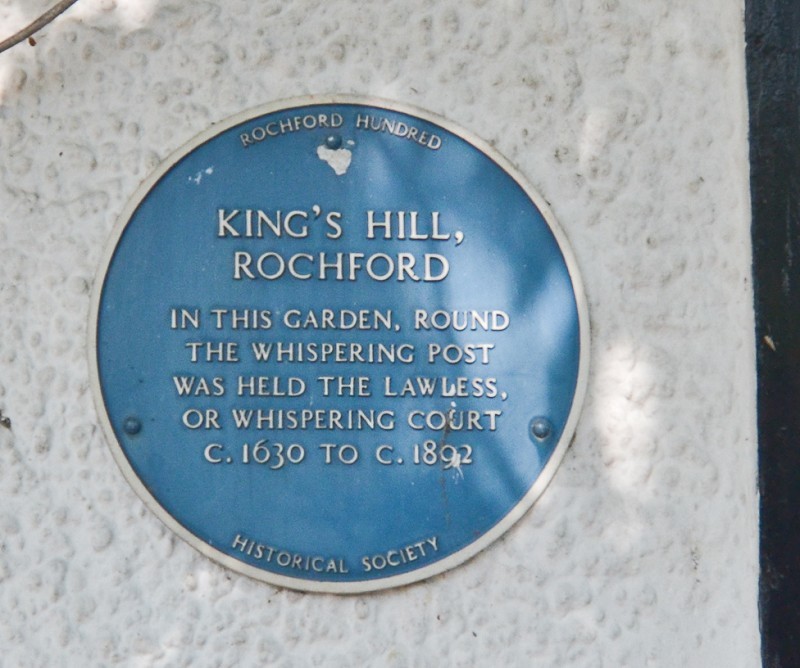 ROCHFORD HUNDRED
KING'S HILL,
ROCHFORD
IN THIS GARDEN, ROUND
THE WHISPERING POST
WAS HELD THE LAWLESS,
OR WHISPERING COURT
C. 1630 TO C. 1892
HISTORICAL SOCIETY